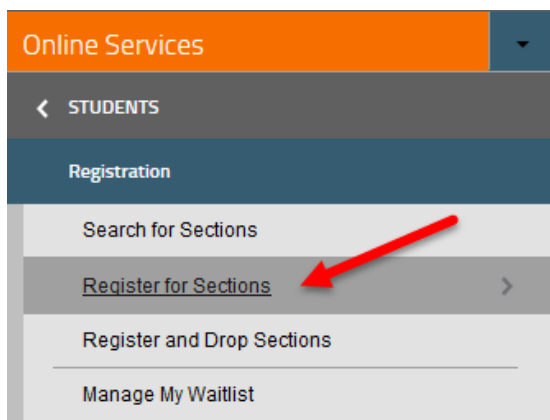 Online Services
STUDENTS
Registration
Search for Sections
Register for Sections
Register and Drop Sections
Manage My Waitlist